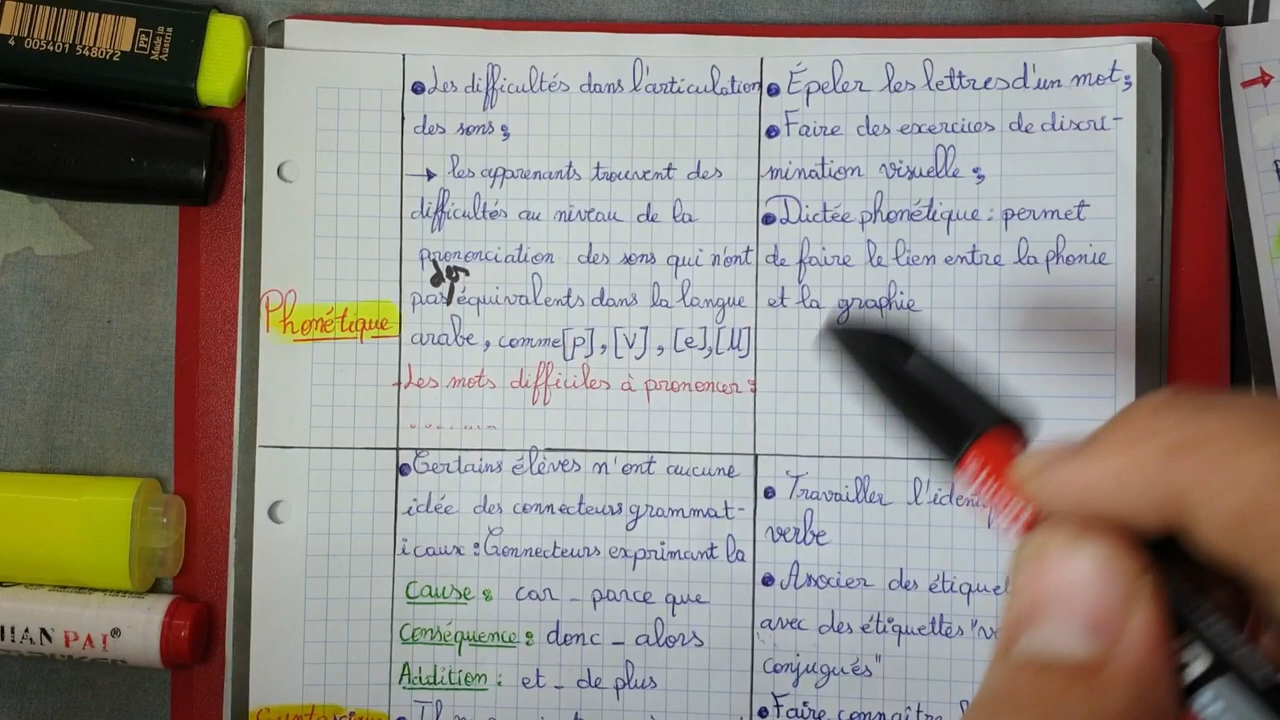 4 005401 548072
PP
Made in
Austria
HAN PAI®
Phonétique
•Les difficultés dans l'articulation
des sons;
→ les apprenants trouvent des
difficultés au niveau de la
prononciation des sons qui n'ont
pas des équivalents dans la langue
arabe, comme [p], [V], [e], [U]
Les mots difficiles à prononcer:
........
• Épeler les lettres d'un mot;
• Faire des exercices de discri-
mination visuelle;
•Dictée phonétique: permet
de faire le lien entre la phonie
et la graphie
•Certains élèves n'ont aucune
idée des connecteurs grammat-
icaux: Connecteurs exprimant la
Cause: car - parce que
Conséquence: donc - alors
Addition: et - de plus
• Travailler l'iden
verbe
• Associer des étique
avec des étiquettes "v
conjugués"
•Faire connaître